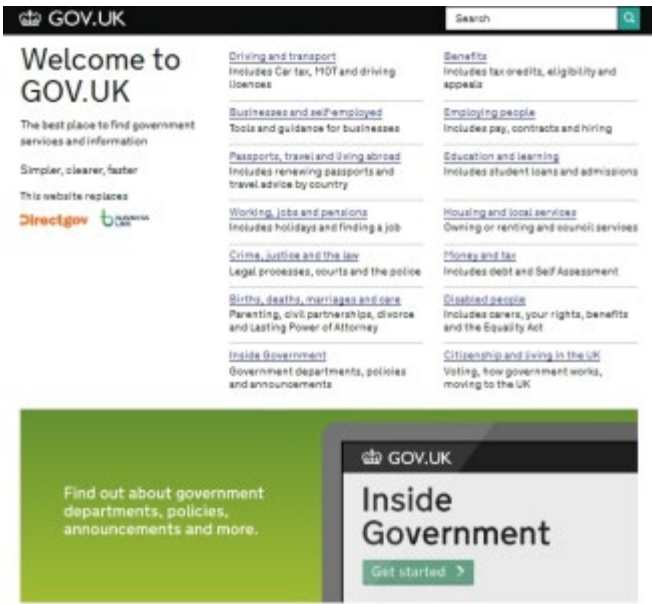 GOV.UK
Search
Welcome to
GOV.UK
The best place to find government
services and information
Simpler, clearer, faster
This website replaces
Directgov
BUSINESS
LINK
Driving and transport
Includes Car tax, MOT and driving
licences
Businesses and self-employed
Tools and guidance for businesses
Passports, travel and living abroad
Includes renewing passports and
travel advice by country
Working, jobs and pensions
Includes holidays and finding a job
Crime, justice and the law
Legal processes, courts and the police
Births, deaths, marriages and care
Parenting, civil partnerships, divorce
and Lasting Power of Attorney
Inside Government
Government departments, policies
and announcements
Benefits
Includes tax credits, eligibility and
appeals
Employing people
Includes pay, contracts and hiring
Education and learning
Includes student loans and admissions
Housing and local services
Owning or renting and council services
Money and tax
Includes debt and Self Assessment
Disabled people
Includes carers, your rights, benefits
and the Equality Act
Citizenship and living in the UK
Voting, how government works,
moving to the UK
Find out about government
departments, policies,
announcements and more.
GOV.UK
Inside
Government
Get started